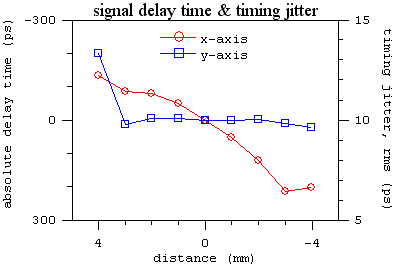 signal delay time & timing jitter
-300
15
x-axis
y-axis
absolute delay time (ps)
0
10
timing jitter, rms (ps)
300
5
4
0
-4
distance (mm)